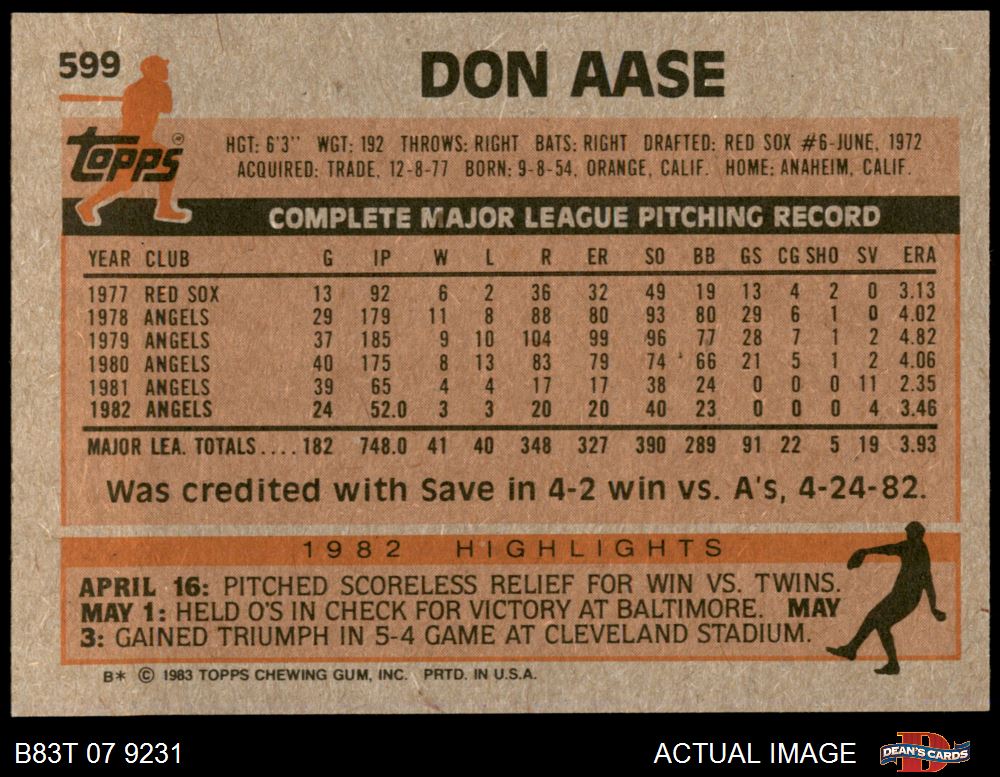 599
DON AASE
Topps
HGT: 6'3" WGT: 192 THROWS: RIGHT BATS: RIGHT DRAFTED: RED SOX #6-JUNE, 1972
ACQUIRED: TRADE, 12-8-77 BORN: 9-8-54, ORANGE, CALIF. HOME: ANAHEIM, CALIF.
COMPLETE MAJOR LEAGUE PITCHING RECORD
YEAR CLUB G IP W L R ER SO BB GS CG SHO SV ERA
1977 RED SOX 13 92 6 2 36 32 49 19 13 4 2 0 3.13
1978 ANGELS 29 179 11 8 88 80 93 80 29 6 1 0 4.02
1979 ANGELS 37 185 9 10 104 99 96 77 28 7 1 2 4.82
1980 ANGELS 40 175 8 13 83 79 74 66 21 5 1 2 4.06
1981 ANGELS 39 65 4 4 17 17 38 24 0 0 0 11 2.35
1982 ANGELS 24 52.0 3 3 20 20 40 23 0 0 0 4 3.46
MAJOR LEA. TOTALS.... 182 748.0 41 40 348 327 390 289 91 22 5 19 3.93
Was credited with Save in 4-2 win vs. A's, 4-24-82.
1982 HIGHLIGHTS
APRIL 16: PITCHED SCORELESS RELIEF FOR WIN VS. TWINS.
MAY 1: HELD O'S IN CHECK FOR VICTORY AT BALTIMORE. MAY
3: GAINED TRIUMPH IN 5-4 GAME AT CLEVELAND STADIUM.
B* © 1983 TOPPS CHEWING GUM, INC. PRTD. IN U.S.A.
B83T 07 9231
ACTUAL IMAGE
D
DEAN'S CARDS